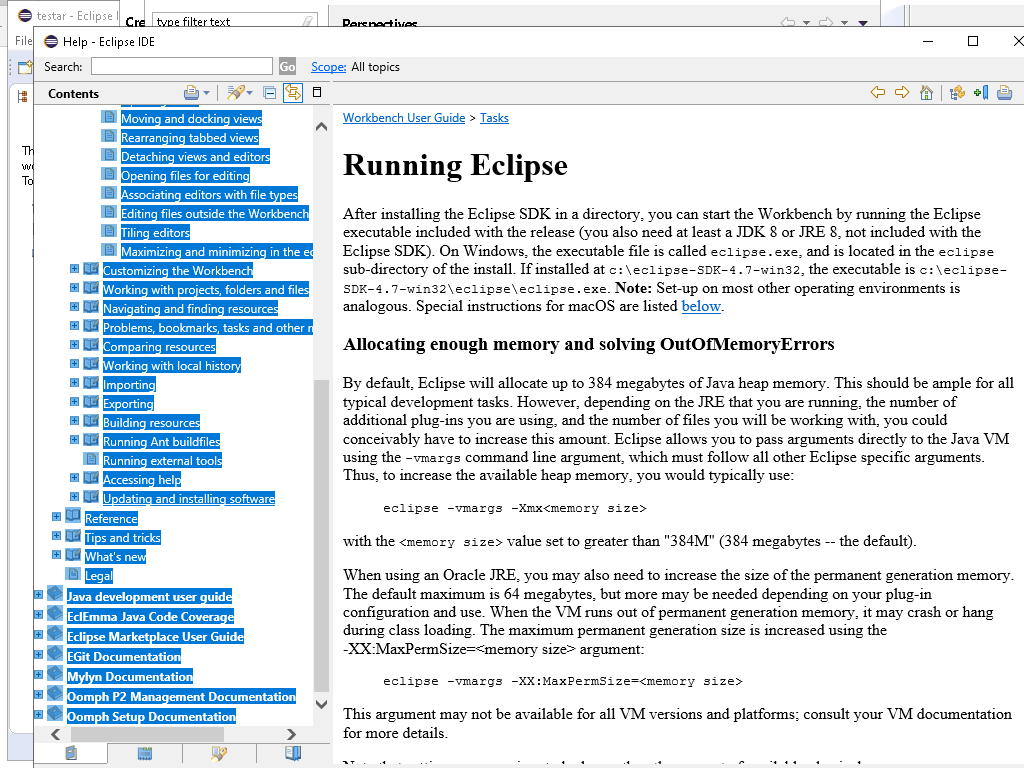 testar - Eclipse I
Cre
type filter text
Perspectives
File
Help - Eclipse IDE
Search:
Go
Scope: All topics
Contents
Moving and docking views
Rearranging tabbed views
Detaching views and editors
Opening files for editing
Associating editors with file types
Editing files outside the Workbench
Tiling editors
Maximizing and minimizing in the ec
Customizing the Workbench
Working with projects, folders and files
Navigating and finding resources
Problems, bookmarks, tasks and other m
Comparing resources
Working with local history
Importing
Exporting
Building resources
Running Ant buildfiles
Running external tools
Accessing help
Updating and installing software
Reference
Tips and tricks
What's new
Legal
Java development user guide
EclEmma Java Code Coverage
Eclipse Marketplace User Guide
EGit Documentation
Mylyn Documentation
Oomph P2 Management Documentation
Oomph Setup Documentation
Workbench User Guide > Tasks
Running Eclipse
After installing the Eclipse SDK in a directory, you can start the Workbench by running the Eclipse
executable included with the release (you also need at least a JDK 8 or JRE 8, not included with the
Eclipse SDK). On Windows, the executable file is called eclipse.exe, and is located in the eclipse
sub-directory of the install. If installed at c:\eclipse-SDK-4.7-win32, the executable is c:\eclipse-
SDK-4.7-win32\eclipse\eclipse.exe. Note: Set-up on most other operating environments is
analogous. Special instructions for macOS are listed below.
Allocating enough memory and solving OutOfMemoryErrors
By default, Eclipse will allocate up to 384 megabytes of Java heap memory. This should be ample for all
typical development tasks. However, depending on the JRE that you are running, the number of
additional plug-ins you are using, and the number of files you will be working with, you could
conceivably have to increase this amount. Eclipse allows you to pass arguments directly to the Java VM
using the -vmargs command line argument, which must follow all other Eclipse specific arguments.
Thus, to increase the available heap memory, you would typically use:
eclipse -vmargs -Xmx<memory size>
with the <memory size> value set to greater than "384M" (384 megabytes -- the default).
When using an Oracle JRE, you may also need to increase the size of the permanent generation memory.
The default maximum is 64 megabytes, but more may be needed depending on your plug-in
configuration and use. When the VM runs out of permanent generation memory, it may crash or hang
during class loading. The maximum permanent generation size is increased using the
-XX:MaxPermSize=<memory size> argument:
eclipse -vmargs -XX:MaxPermSize=<memory size>
This argument may not be available for all VM versions and platforms; consult your VM documentation
for more details.